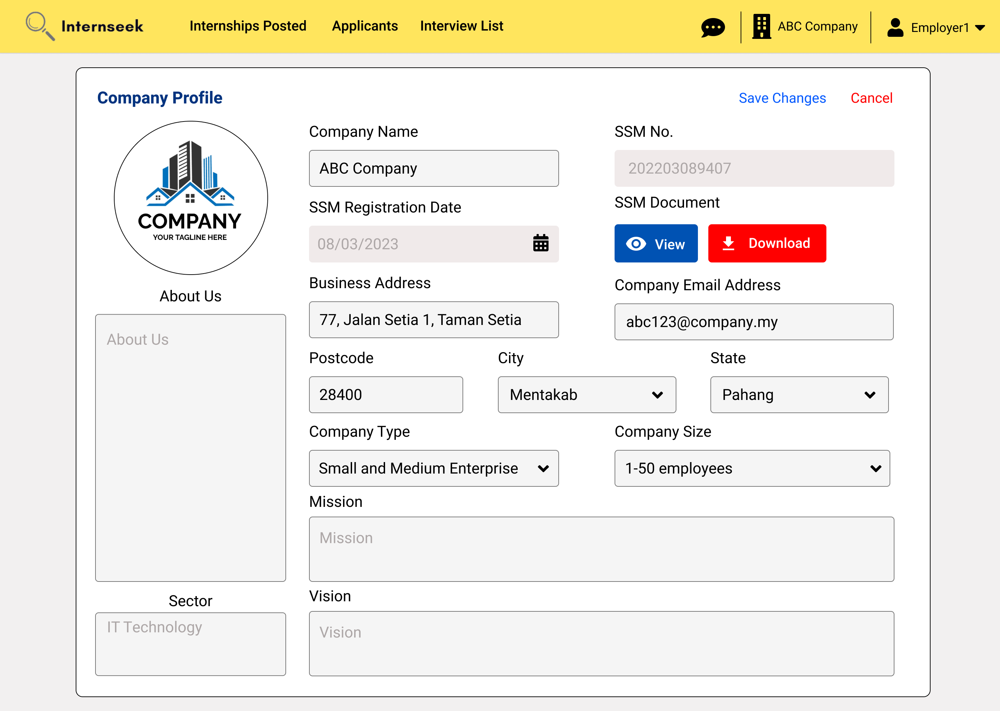 Internseek
Internships Posted
Applicants
Interview List
ABC Company
Employer1
Company Profile
Save Changes
Cancel
COMPANY
YOUR TAGLINE HERE
About Us
About Us
Sector
IT Technology
Company Name
ABC Company
SSM No.
202203089407
SSM Registration Date
08/03/2023
SSM Document
View
Download
Business Address
77, Jalan Setia 1, Taman Setia
Company Email Address
abc123@company.my
Postcode
28400
City
Mentakab
State
Pahang
Company Type
Small and Medium Enterprise
Company Size
1-50 employees
Mission
Mission
Vision
Vision